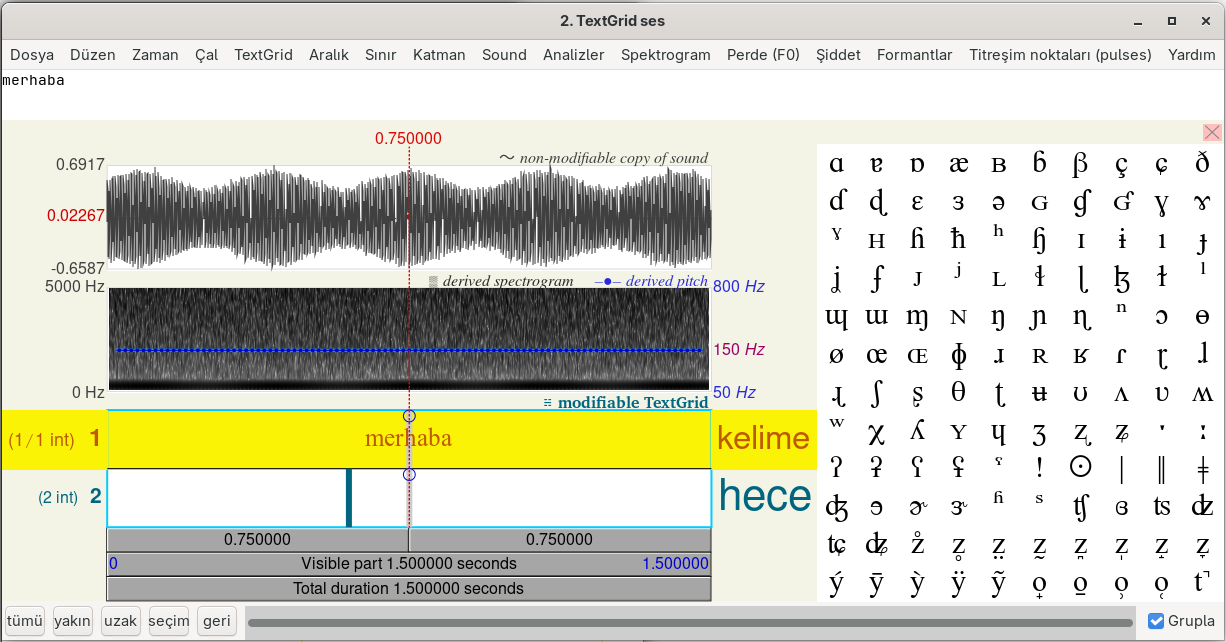 2. TextGrid ses
Dosya Düzen Zaman Çal TextGrid Aralık Sınır Katman Sound Analizler Spektrogram Perde (F0) Şiddet Formantlar Titreşim noktaları (pulses) Yardım
merhaba
0.750000
non-modifiable copy of sound
0.6917
0.02267
-0.6587
derived spectrogram derived pitch
5000 Hz 800 Hz
150 Hz
0 Hz 50 Hz
modifiable TextGrid
(1 / 1 int) 1 merhaba kelime
(2 int) 2 hece
0.750000 0.750000
0 Visible part 1.500000 seconds 1.500000
Total duration 1.500000 seconds
ɑ ɐ ɒ æ ʙ ɓ β ç ɕ ð
ɗ ɖ ɛ ɜ ə ɢ ɠ ʛ ɣ ɤ
ˠ ʜ ɦ ħ ʰ ɧ ɪ ɨ ı ɟ
ʝ ʄ ᴊ ʲ ʟ ɭ ɮ ɫ ˡ
ɰ ɯ ɱ ɴ ŋ ɲ ɳ ⁿ ɔ ɵ
ø œ ɶ ɸ ɹ ʀ ʁ ɾ ɽ ɺ
ɻ ʃ ʂ θ ʈ ʉ ʊ ʌ ʋ ʍ
ʷ χ ʎ ʏ ɥ ʒ ʐ ʑ ˈ ː
ʔ ʡ ʕ ʢ ˤ ! ʘ ǀ ǁ ǂ
ʤ ɘ ɚ ɝ ʱ ˢ ʧ ɞ ʦ ʣ
ʨ ʥ
tümü yakın uzak seçim geri Grupla